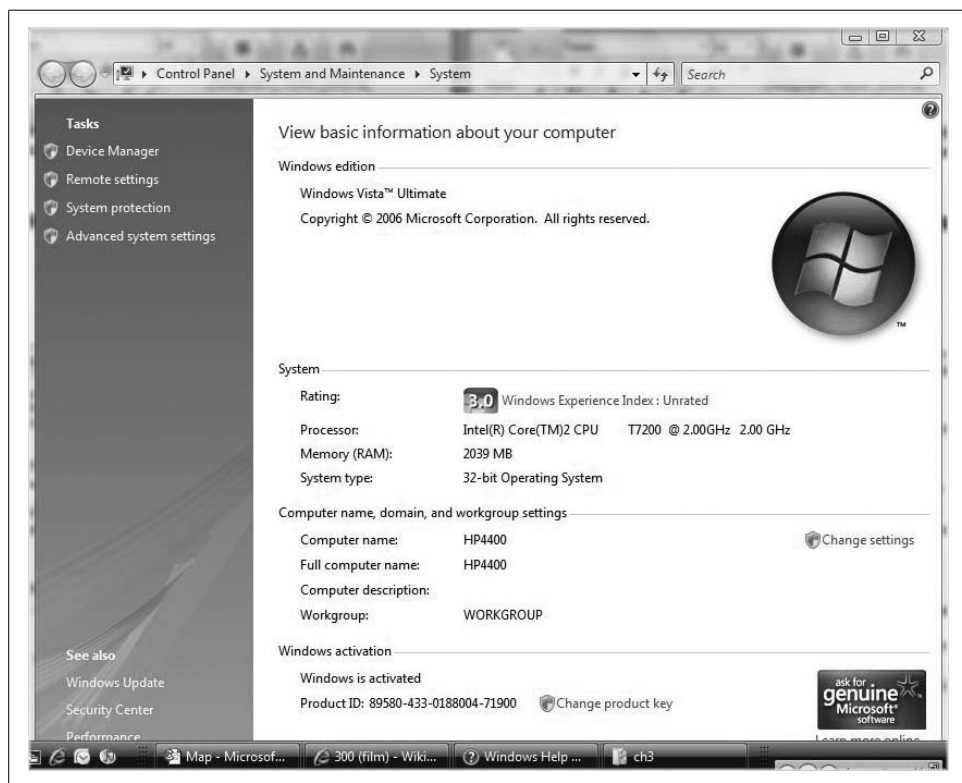 Control Panel ▸ System and Maintenance ▸ System
Search
Tasks
Device Manager
Remote settings
System protection
Advanced system settings
View basic information about your computer
Windows edition
Windows Vista™ Ultimate
Copyright © 2006 Microsoft Corporation. All rights reserved.
TM
System
Rating: 3.0 Windows Experience Index : Unrated
Processor: Intel(R) Core(TM)2 CPU T7200 @ 2.00GHz 2.00 GHz
Memory (RAM): 2039 MB
System type: 32-bit Operating System
Computer name, domain, and workgroup settings
Computer name: HP4400
Change settings
Full computer name: HP4400
Computer description:
Workgroup: WORKGROUP
Windows activation
Windows is activated
Product ID: 89580-433-0188004-71900 Change product key
ask for
genuine
Microsoft®
software
Learn more online
See also
Windows Update
Security Center
Performance
Map - Microsof...
300 (film) - Wiki...
Windows Help ...
ch3